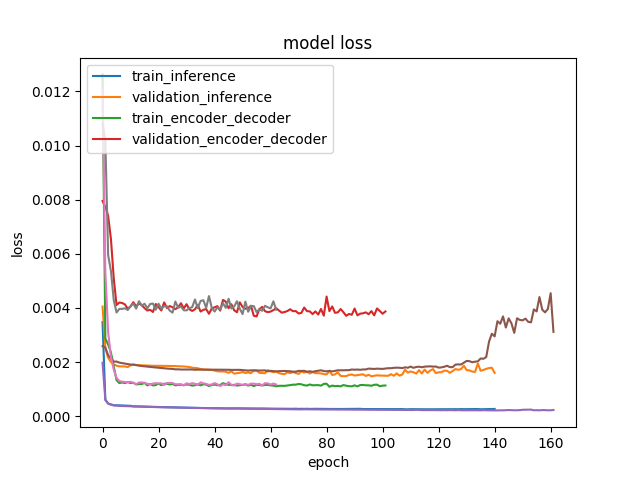 model loss
train_inference
validation_inference
train_encoder_decoder
validation_encoder_decoder
loss
0.012
0.010
0.008
0.006
0.004
0.002
0.000
0 20 40 60 80 100 120 140 160
epoch